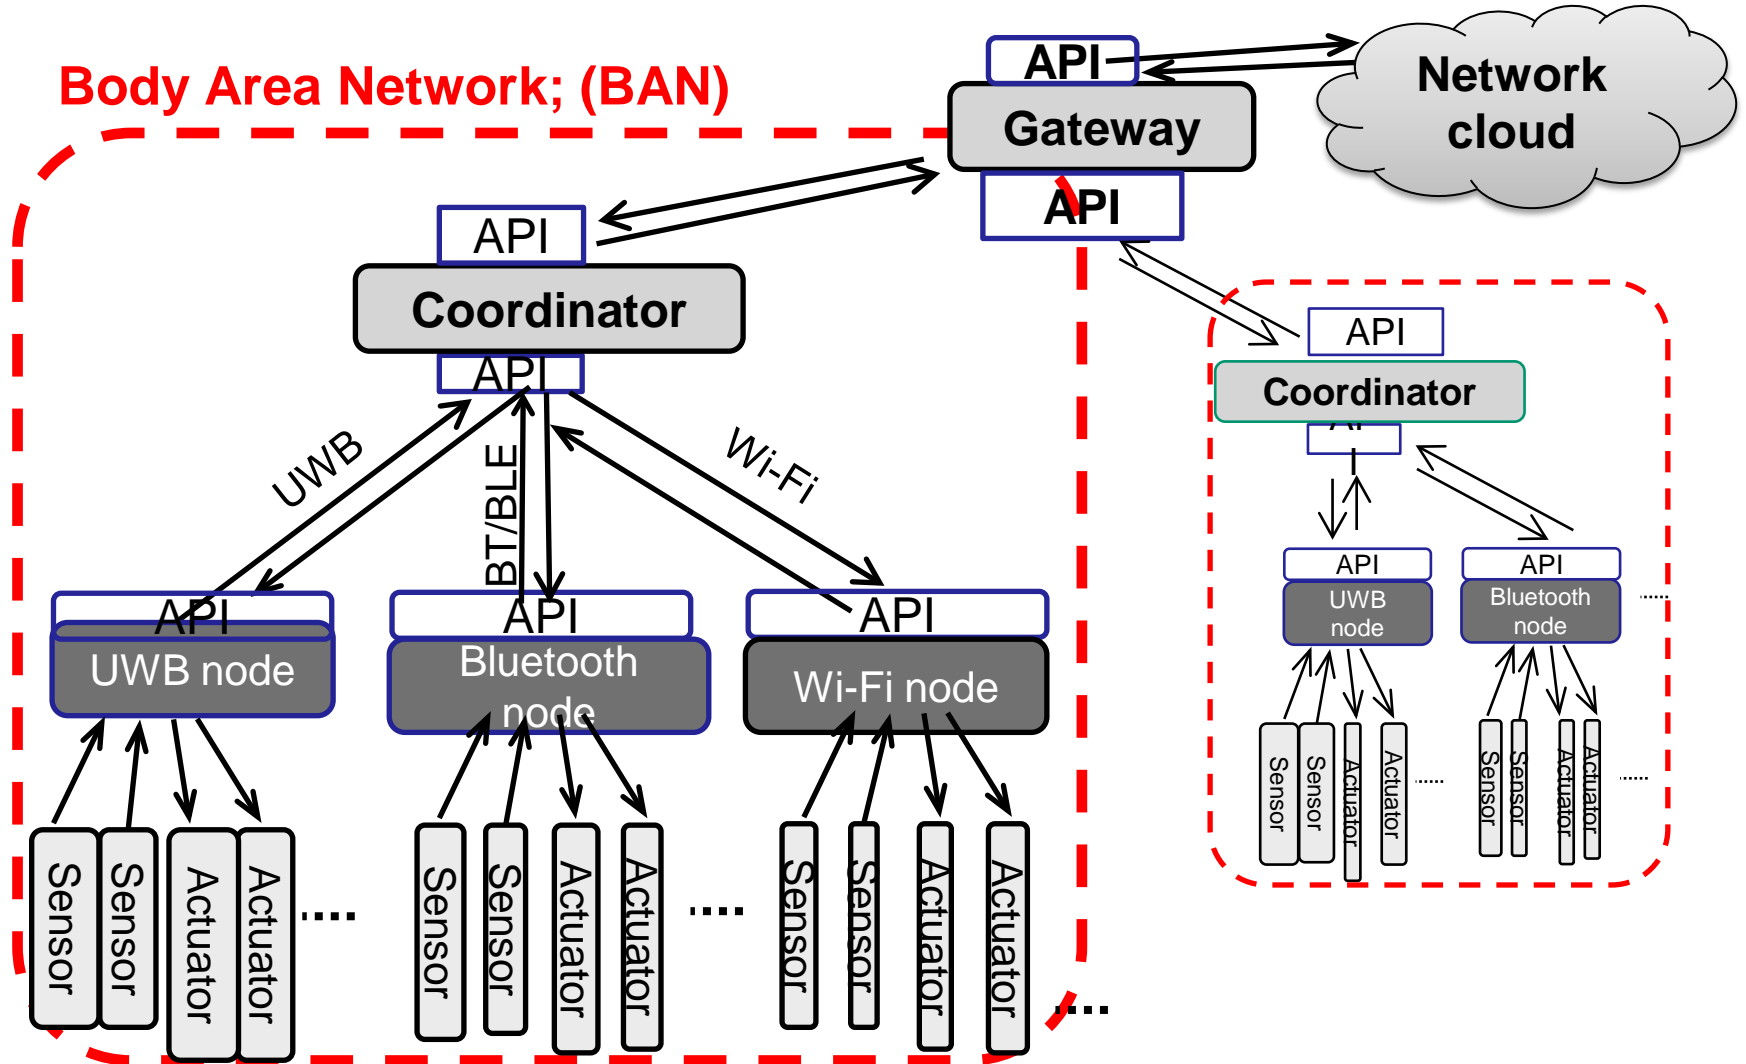 Body Area Network; (BAN)
API
Gateway
API
Network
cloud
API
Coordinator
API
UWB
BT/BLE
Wi-Fi
API
UWB node
API
Bluetooth
node
API
Wi-Fi node
Sensor
Sensor
Actuator
Actuator
Sensor
Sensor
Actuator
Actuator
Sensor
Sensor
Actuator
Actuator
API
Coordinator
API
API
UWB
node
API
Bluetooth
node
Sensor
Sensor
Actuator
Actuator
Sensor
Sensor
Actuator
Actuator